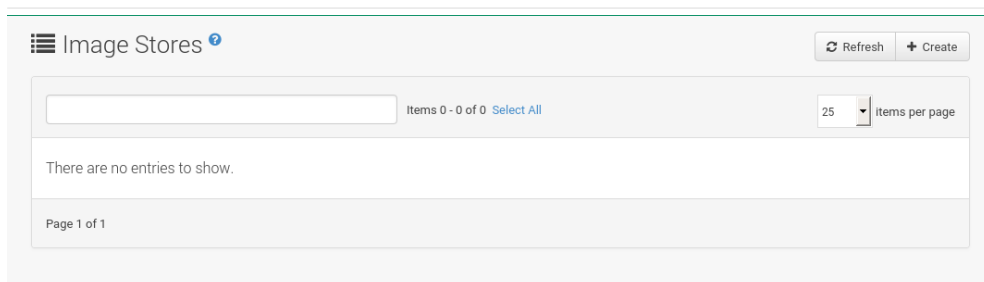 Image Stores ?
Refresh + Create
Items 0 - 0 of 0 Select All 25 items per page
There are no entries to show.
Page 1 of 1